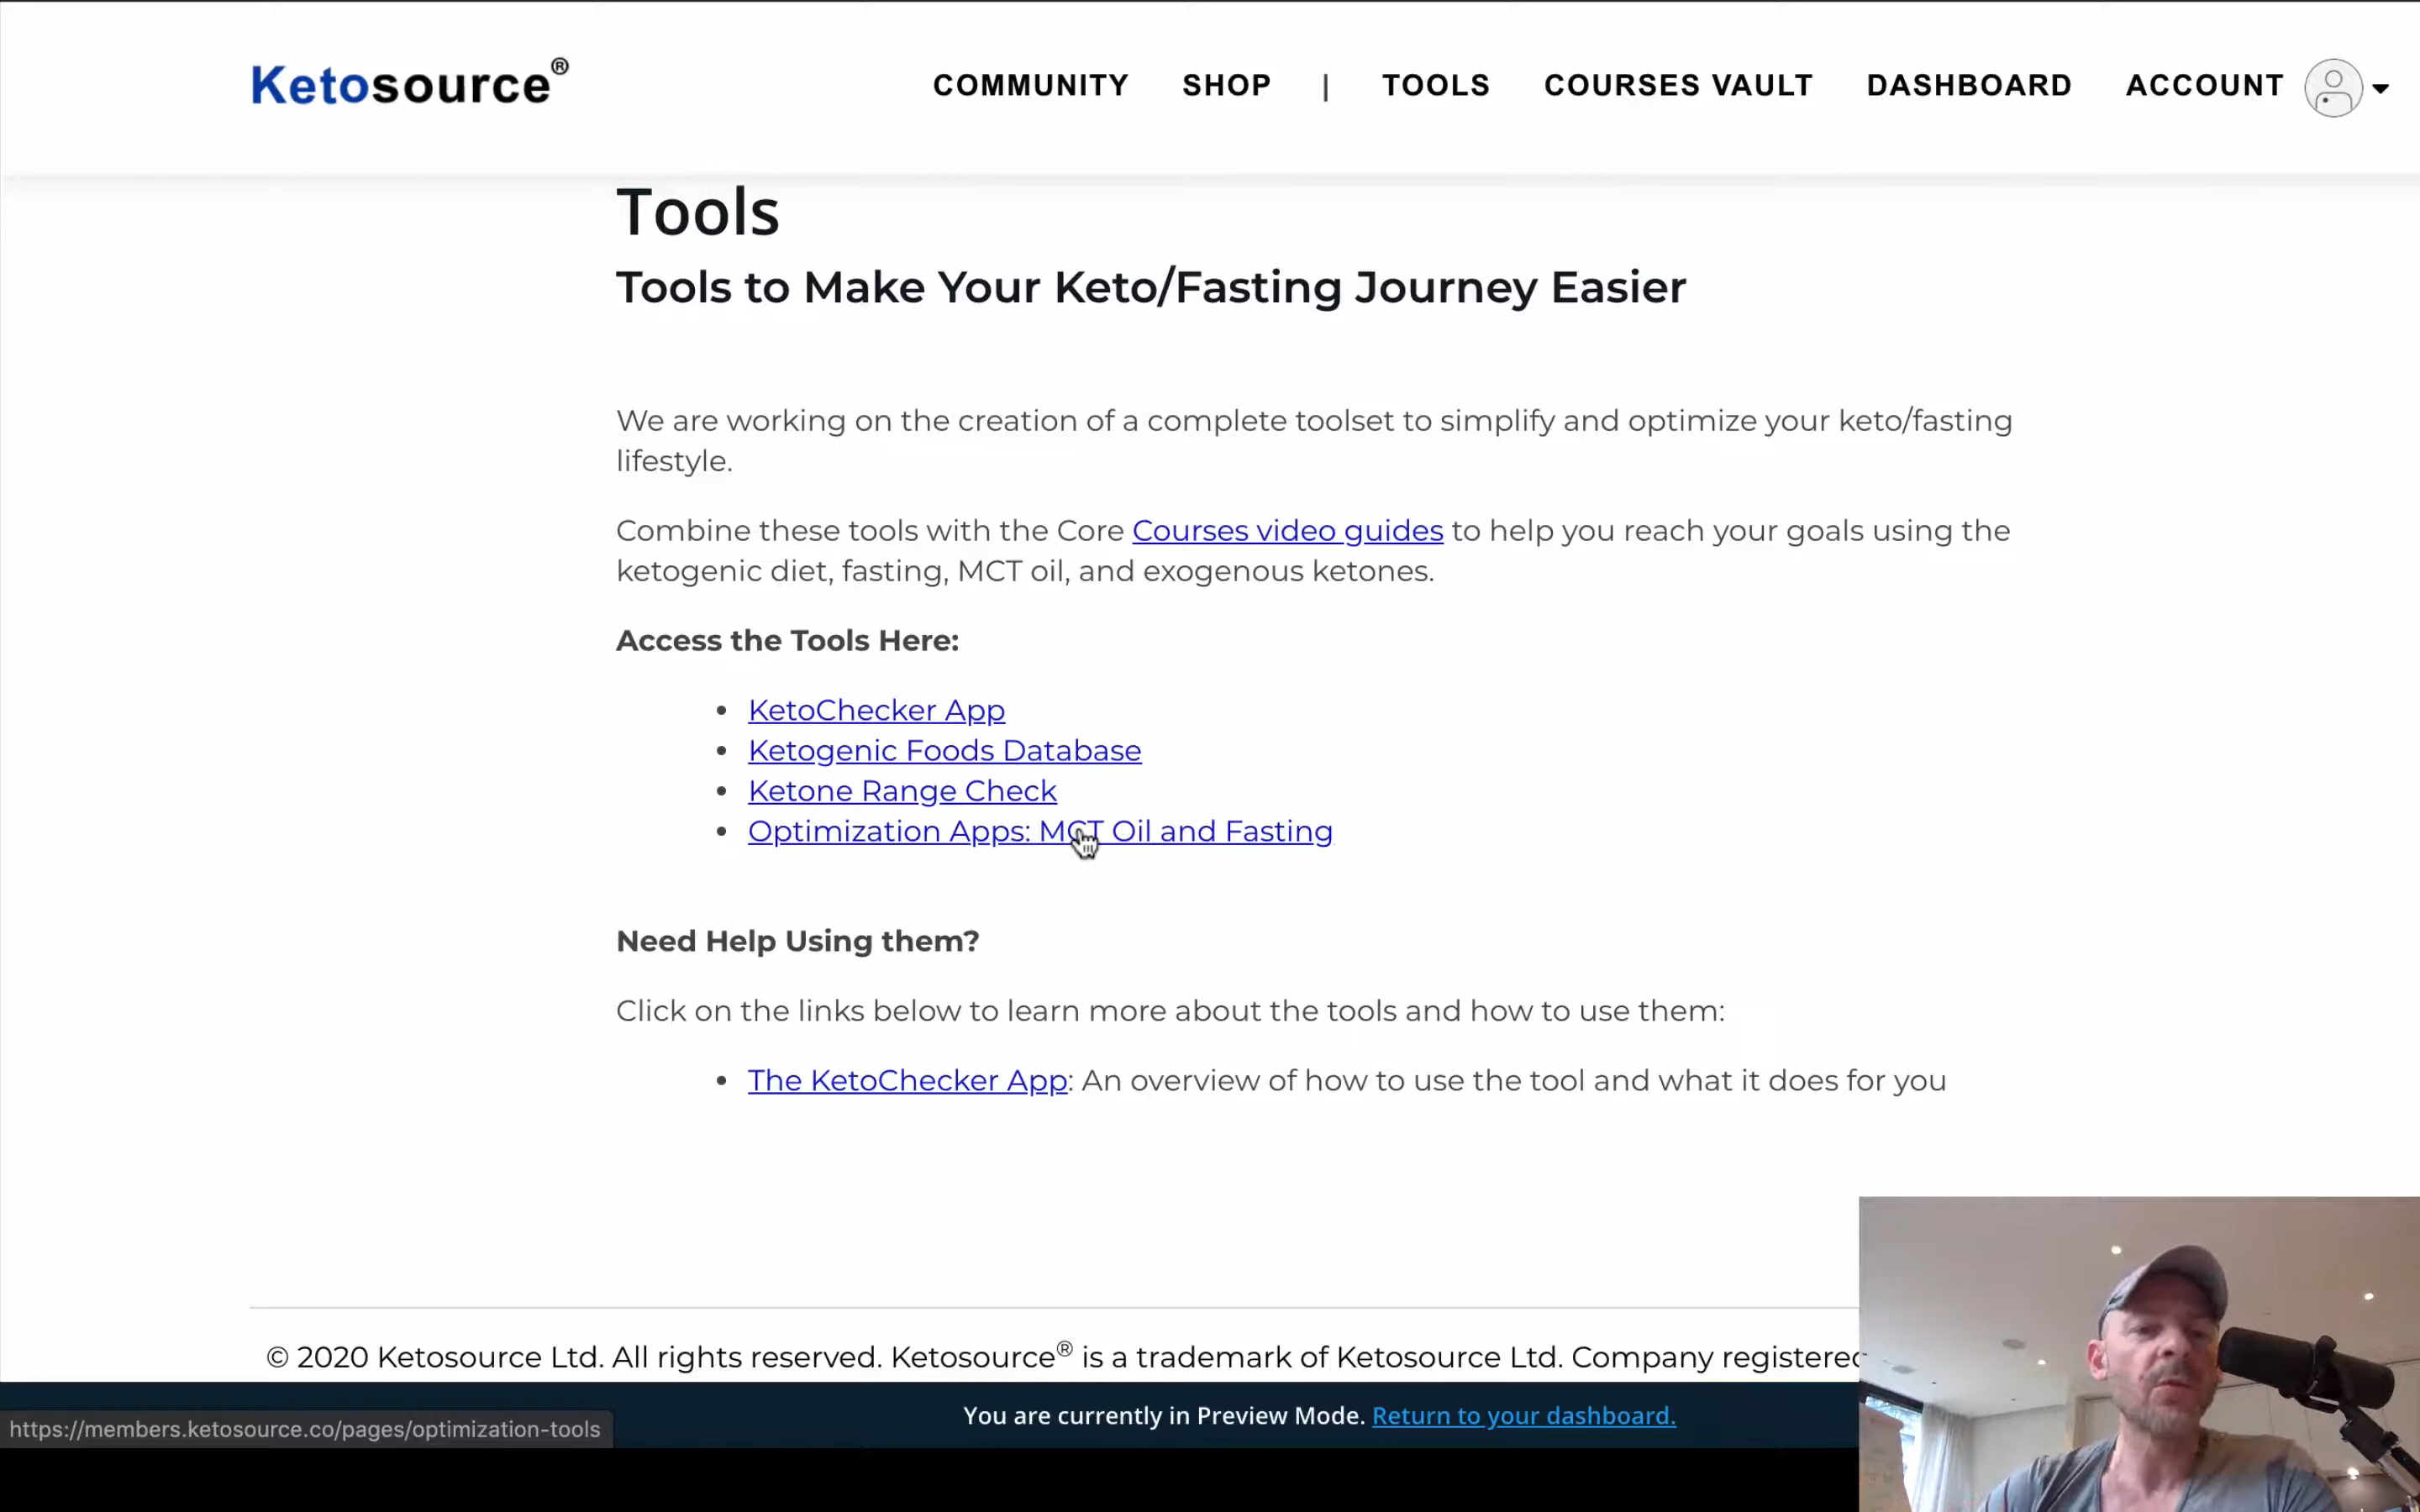 Ketosource®
COMMUNITY SHOP | TOOLS COURSES VAULT DASHBOARD ACCOUNT
Tools
Tools to Make Your Keto/Fasting Journey Easier
We are working on the creation of a complete toolset to simplify and optimize your keto/fasting
lifestyle.
Combine these tools with the Core Courses video guides to help you reach your goals using the
ketogenic diet, fasting, MCT oil, and exogenous ketones.
Access the Tools Here:
• KetoChecker App
• Ketogenic Foods Database
• Ketone Range Check
• Optimization Apps: MCT Oil and Fasting
Need Help Using them?
Click on the links below to learn more about the tools and how to use them:
• The KetoChecker App: An overview of how to use the tool and what it does for you
© 2020 Ketosource Ltd. All rights reserved. Ketosource® is a trademark of Ketosource Ltd. Company registered
You are currently in Preview Mode. Return to your dashboard.
https://members.ketosource.co/pages/optimization-tools